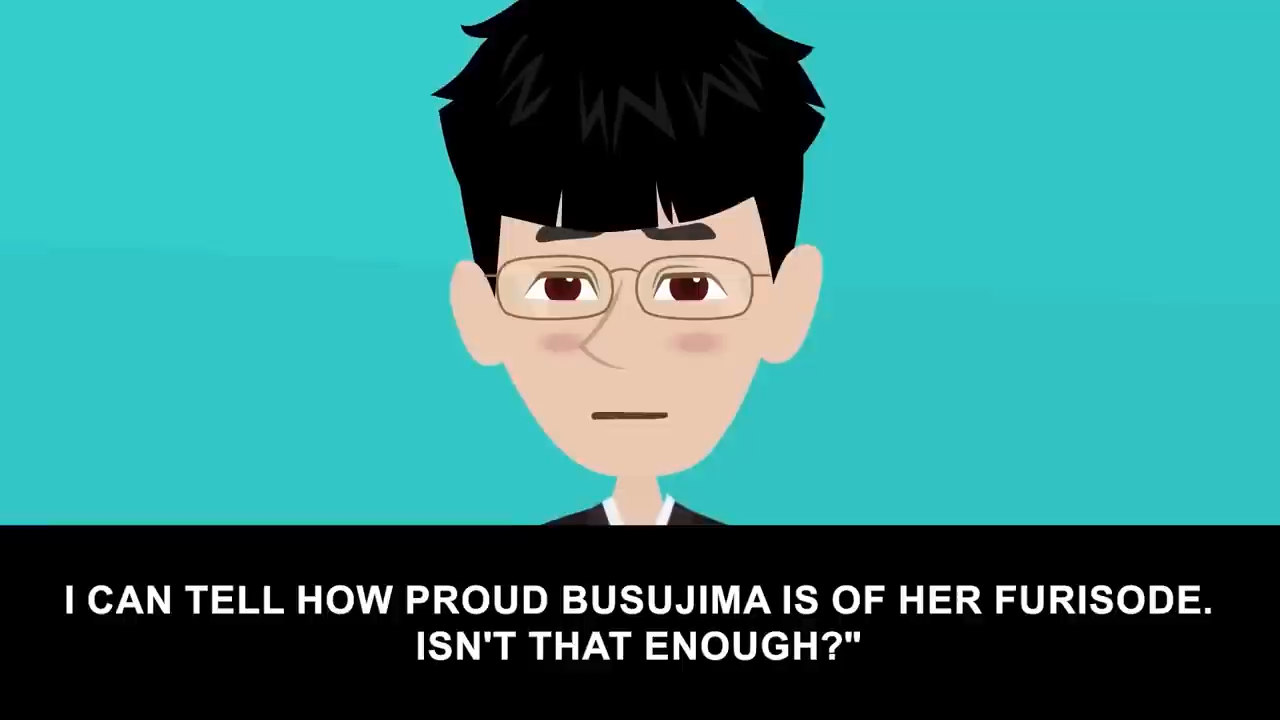 I CAN TELL HOW PROUD BUSUJIMA IS OF HER FURISODE.
ISN'T THAT ENOUGH?"